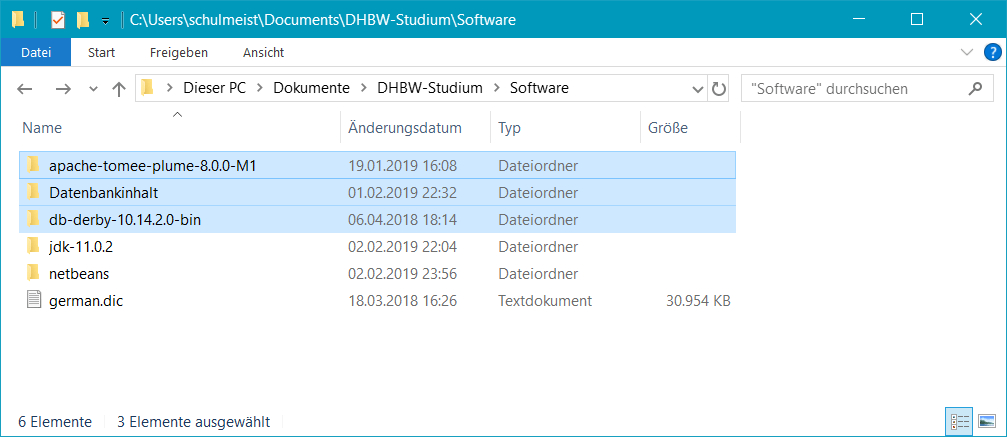 C:\Users\schulmeist\Documents\DHBW-Studium\Software
Datei Start Freigeben Ansicht ?
Dieser PC > Dokumente > DHBW-Studium > Software "Software" durchsuchen
Name Änderungsdatum Typ Größe
apache-tomee-plume-8.0.0-M1 19.01.2019 16:08 Dateiordner
Datenbankinhalt 01.02.2019 22:32 Dateiordner
db-derby-10.14.2.0-bin 06.04.2018 18:14 Dateiordner
jdk-11.0.2 02.02.2019 22:04 Dateiordner
netbeans 02.02.2019 23:56 Dateiordner
german.dic 18.03.2018 16:26 Textdokument 30.954 KB
6 Elemente 3 Elemente ausgewählt